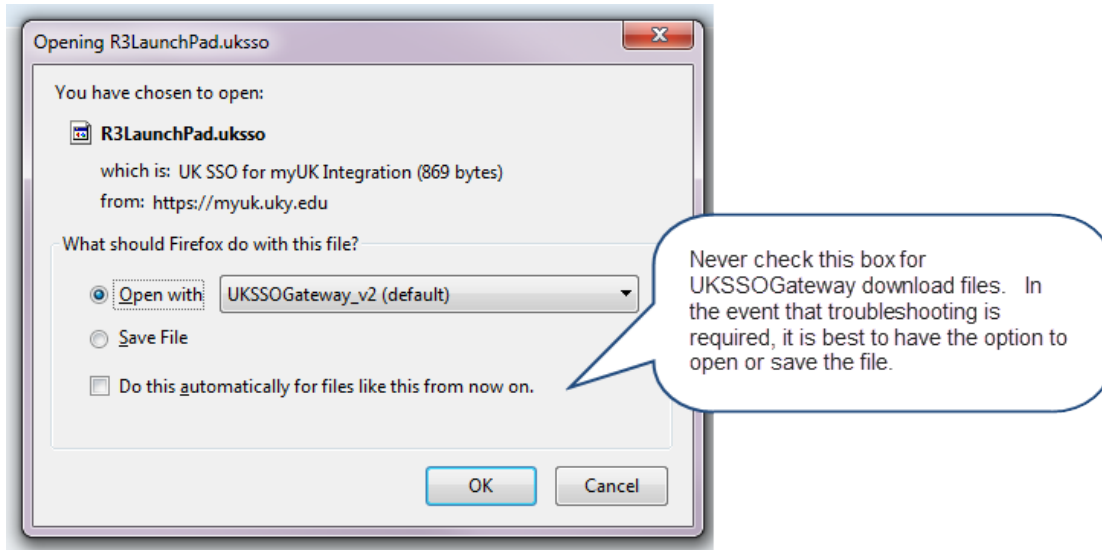 Opening R3LaunchPad.uksso
You have chosen to open:
R3LaunchPad.uksso
which is: UK SSO for myUK Integration (869 bytes)
from: https://myuk.uky.edu
What should Firefox do with this file?
Open with UKSSOGateway_v2 (default)
Save File
Do this automatically for files like this from now on.
OK Cancel
Never check this box for
UKSSOGateway download files. In
the event that troubleshooting is
required, it is best to have the option to
open or save the file.